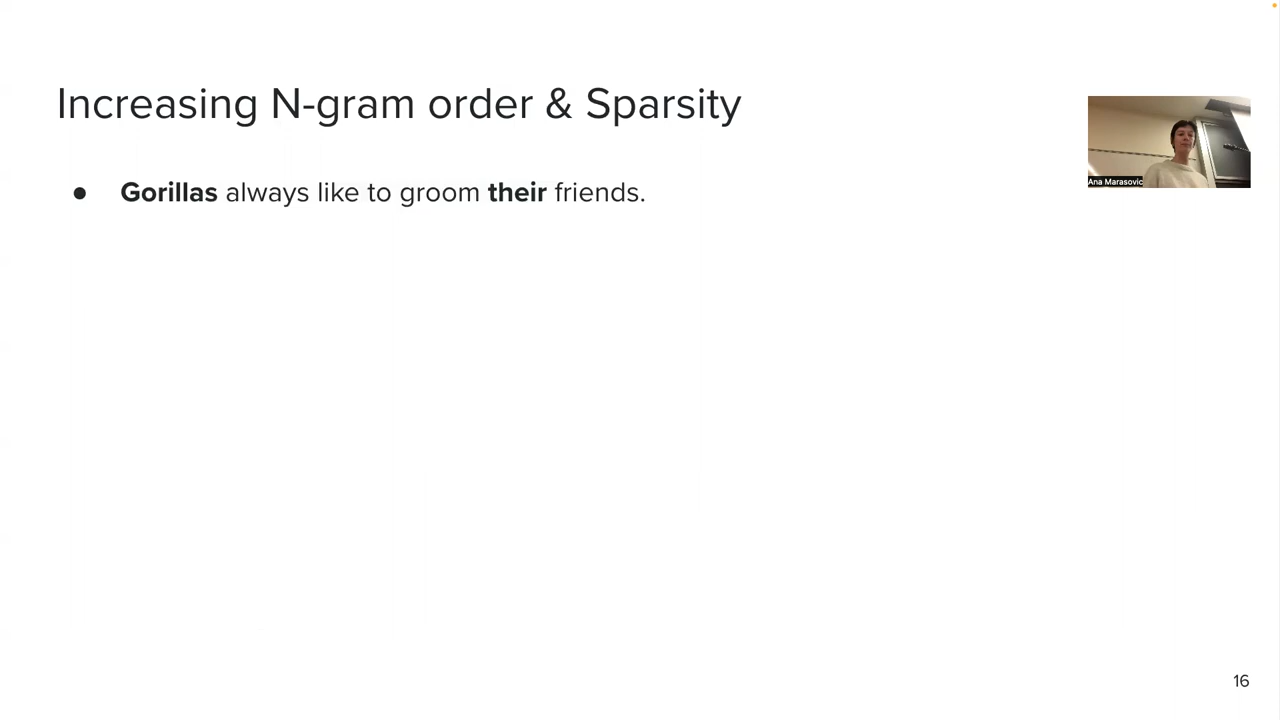 Increasing N-gram order & Sparsity
Ana Marasovic
● Gorillas always like to groom their friends.
16